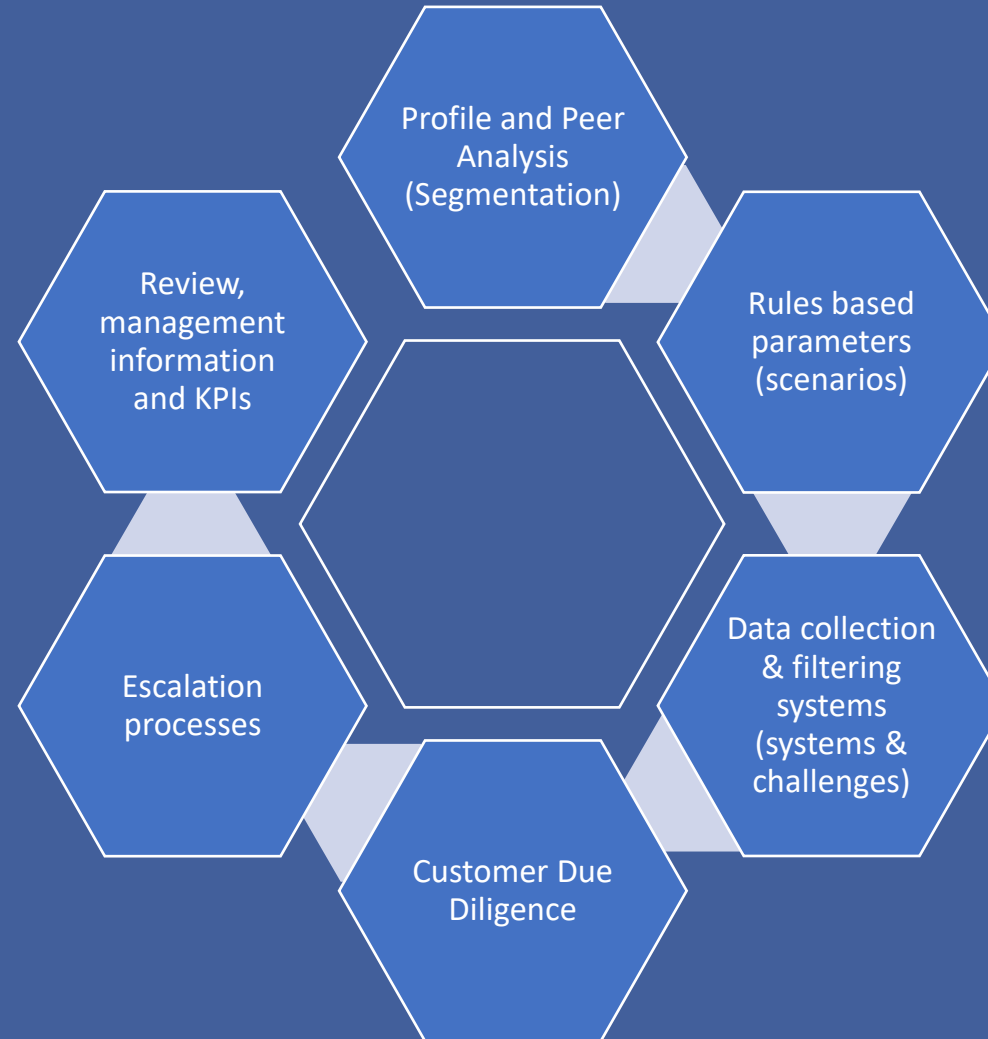 Profile and Peer
Analysis
(Segmentation)
Rules based
parameters
(scenarios)
Data collection
& filtering
systems
(systems &
challenges)
Customer Due
Diligence
Escalation
processes
Review,
management
information
and KPIs